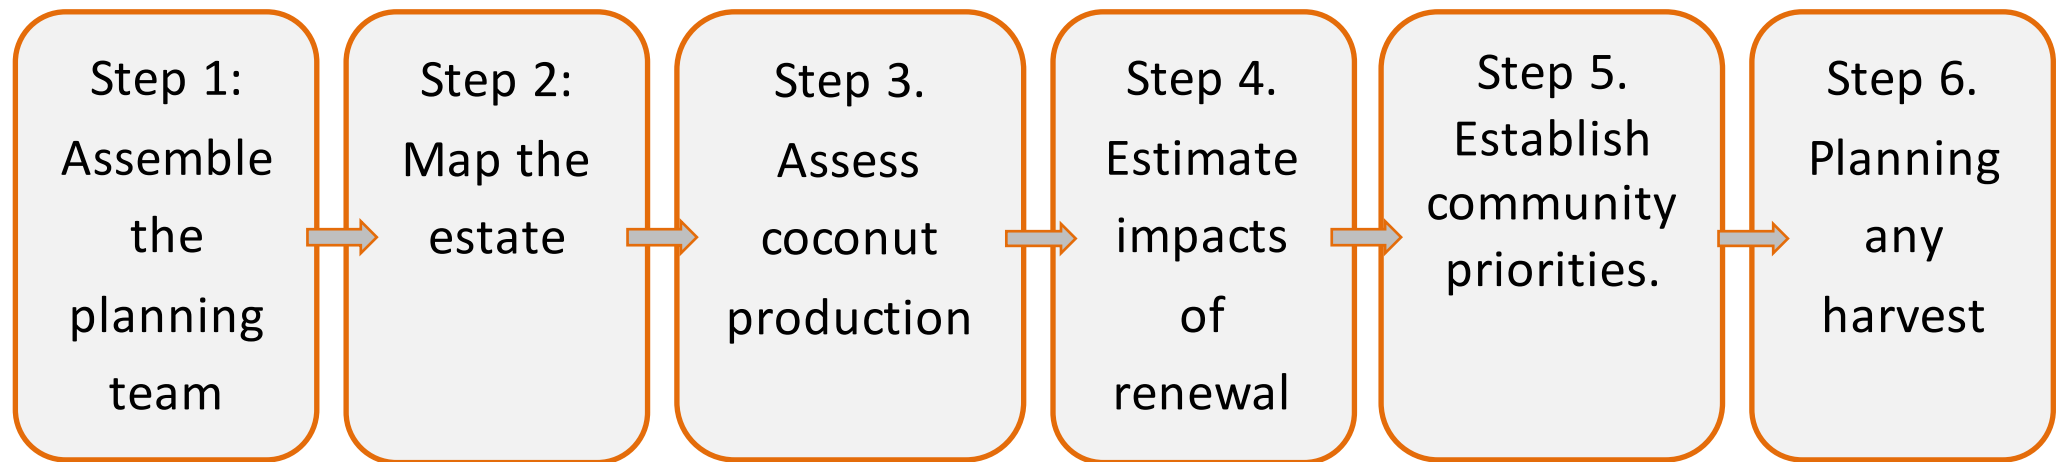 Step 1:
Assemble
the
planning
team
Step 2:
Map the
estate
Step 3.
Assess
coconut
production
Step 4.
Estimate
impacts
of
renewal
Step 5.
Establish
community
priorities.
Step 6.
Planning
any
harvest